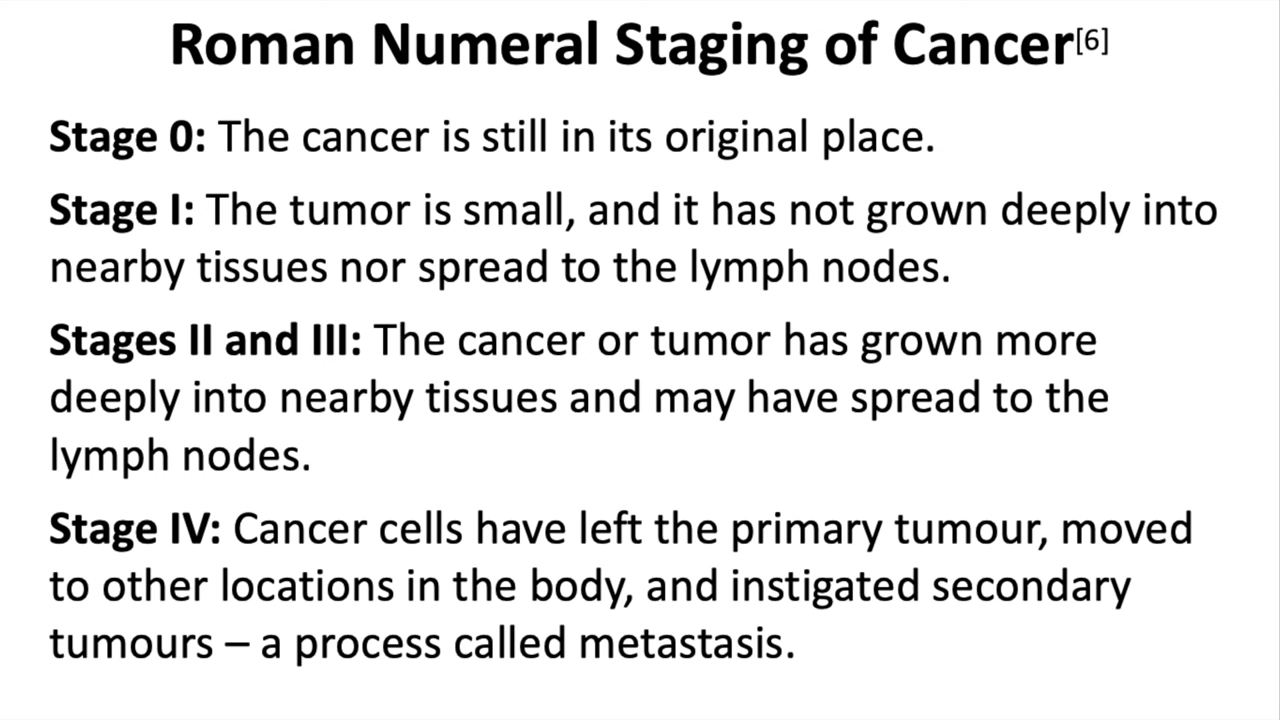 Roman Numeral Staging of Cancer[6]
Stage 0: The cancer is still in its original place.
Stage I: The tumor is small, and it has not grown deeply into
nearby tissues nor spread to the lymph nodes.
Stages II and III: The cancer or tumor has grown more
deeply into nearby tissues and may have spread to the
lymph nodes.
Stage IV: Cancer cells have left the primary tumour, moved
to other locations in the body, and instigated secondary
tumours – a process called metastasis.